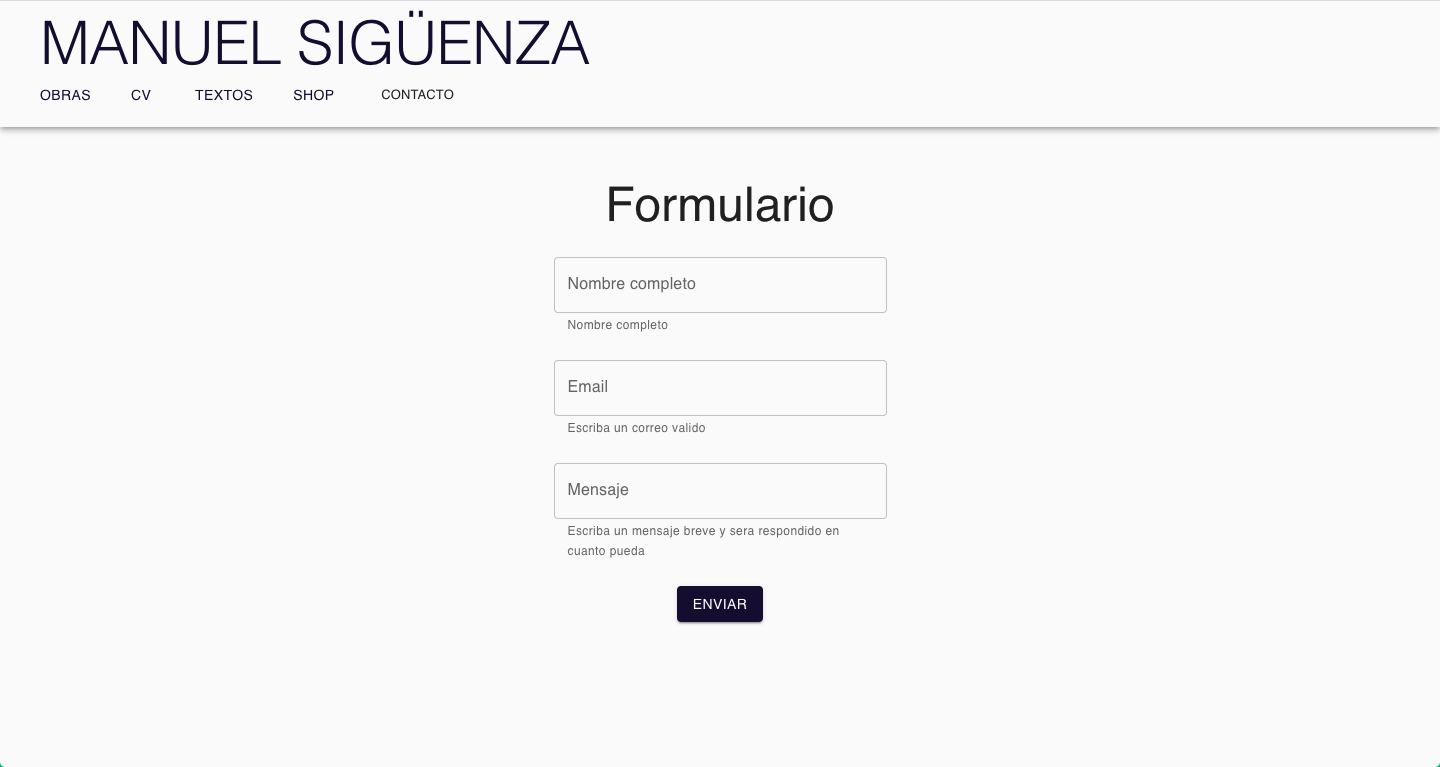 MANUEL SIGÜENZA
OBRAS CV TEXTOS SHOP CONTACTO
Formulario
Nombre completo
Nombre completo
Email
Escriba un correo valido
Mensaje
Escriba un mensaje breve y sera respondido en
cuanto pueda
ENVIAR